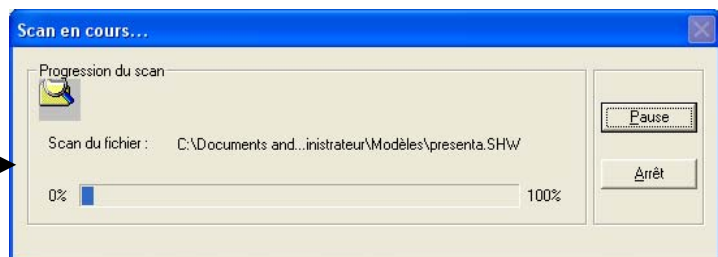 Scan en cours...
Progression du scan
Pause
Scan du fichier : C:\Documents and...inistrateur\Modèles\presenta.SHW
Arrêt
0% 100%